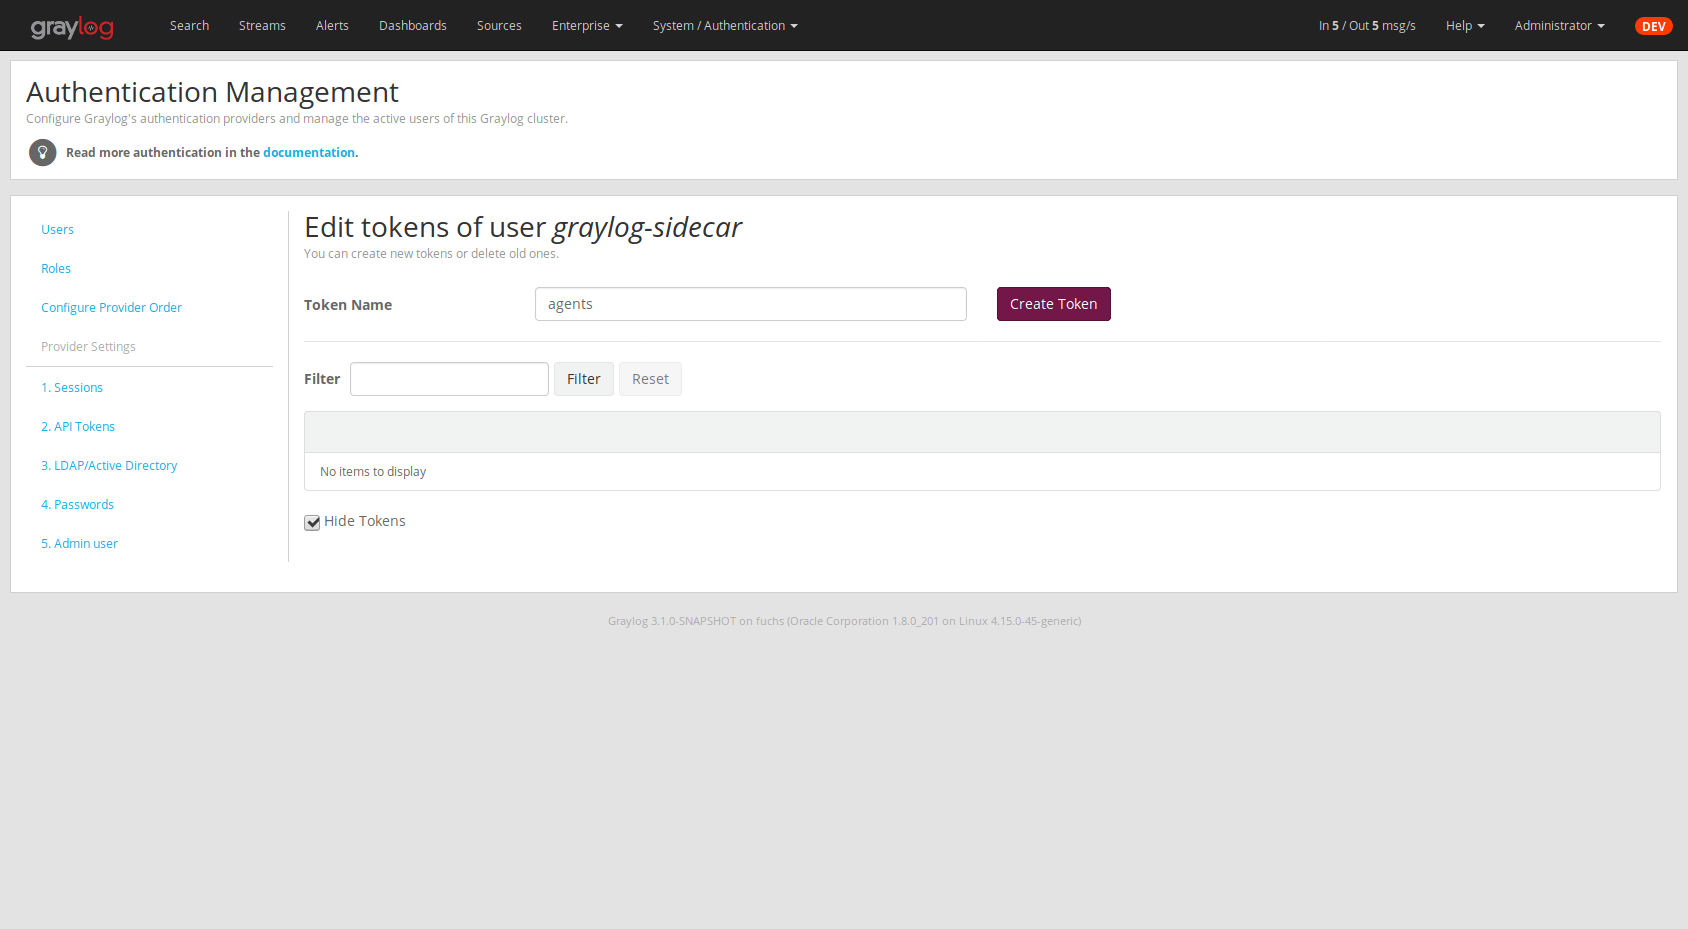 graylog Search Streams Alerts Dashboards Sources Enterprise System / Authentication In 5 / Out 5 msg/s Help Administrator DEV
Authentication Management
Configure Graylog's authentication providers and manage the active users of this Graylog cluster.
Read more authentication in the documentation.
Users
Roles
Configure Provider Order
Provider Settings
1. Sessions
2. API Tokens
3. LDAP/Active Directory
4. Passwords
5. Admin user
Edit tokens of user graylog-sidecar
You can create new tokens or delete old ones.
Token Name agents Create Token
Filter Filter Reset
No items to display
Hide Tokens
Graylog 3.1.0-SNAPSHOT on fuchs (Oracle Corporation 1.8.0_201 on Linux 4.15.0-45-generic)